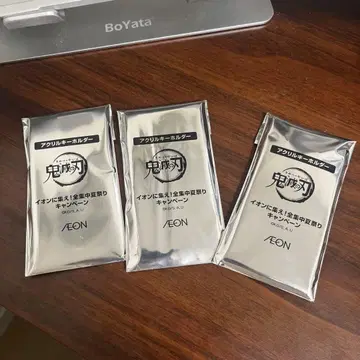 BoYata
アクリルキーホルダー
鬼滅の刃
イオンに集え!全集中夏祭り
キャンペーン
ÆON
アクリルキーホルダー
鬼滅の刃
イオンに集え!全集中夏祭り
キャンペーン
ÆON
アクリルキーホルダー
鬼滅の刃
イオンに集え!全集中夏祭り
キャンペーン
ÆON